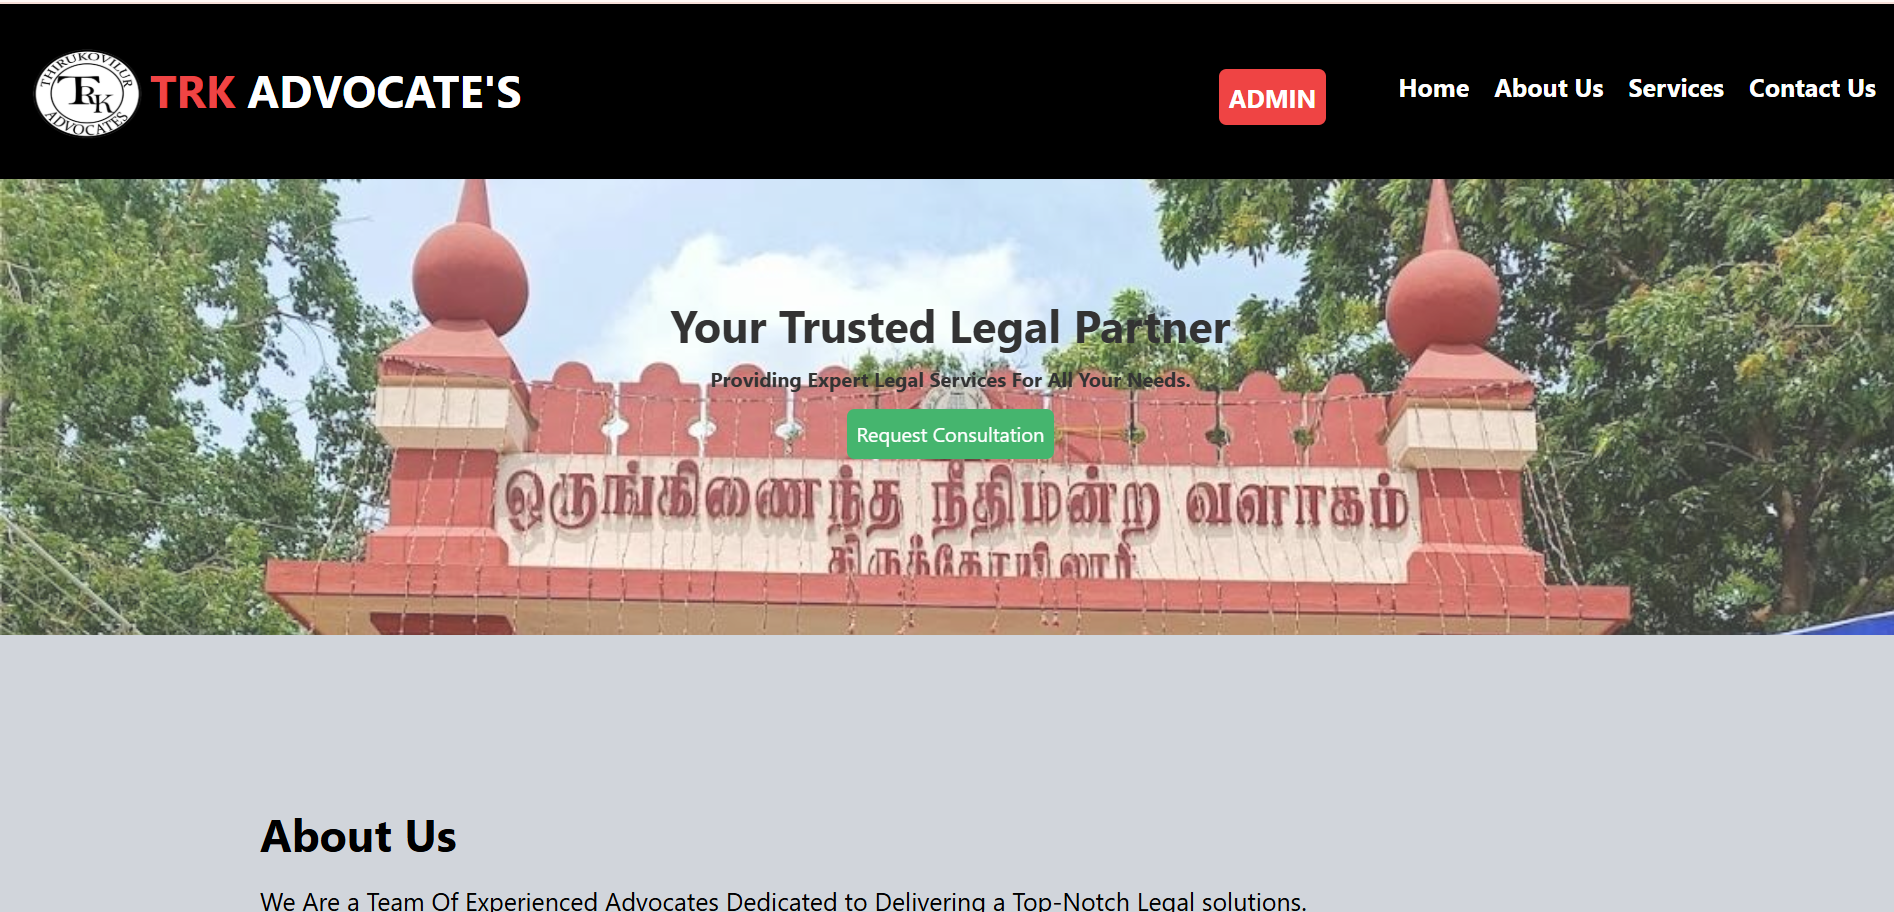 THIRUKOVILUR
TRK
ADVOCATES
TRK ADVOCATE'S
ADMIN
Home
About Us
Services
Contact Us
Your Trusted Legal Partner
Providing Expert Legal Services For All Your Needs.
Request Consultation
ஒருங்கிணைந்த நீதிமன்ற வளாகம்
திருக்கோயிலூர்
About Us
We Are a Team Of Experienced Advocates Dedicated to Delivering a Top-Notch Legal solutions.